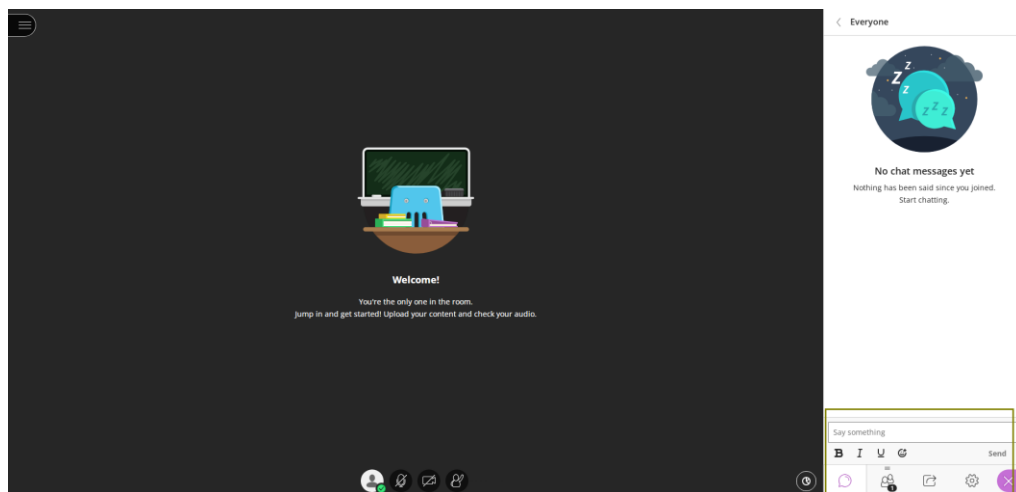 Everyone
z
Z
z
z z z
No chat messages yet
Nothing has been said since you joined.
Start chatting.
Welcome!
You're the only one in the room.
Jump in and get started! Upload your content and check your audio.
Say something
B I U Send
1